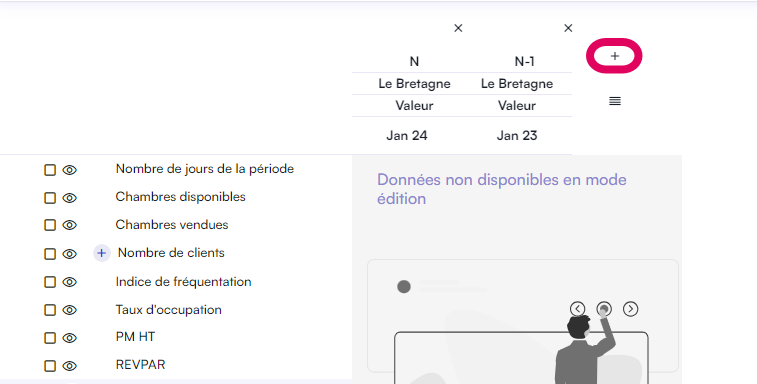 N N-1
Le Bretagne Le Bretagne
Valeur Valeur
Jan 24 Jan 23
Nombre de jours de la période
Chambres disponibles
Chambres vendues
Nombre de clients
Indice de fréquentation
Taux d'occupation
PM HT
REVPAR
Données non disponibles en mode
édition